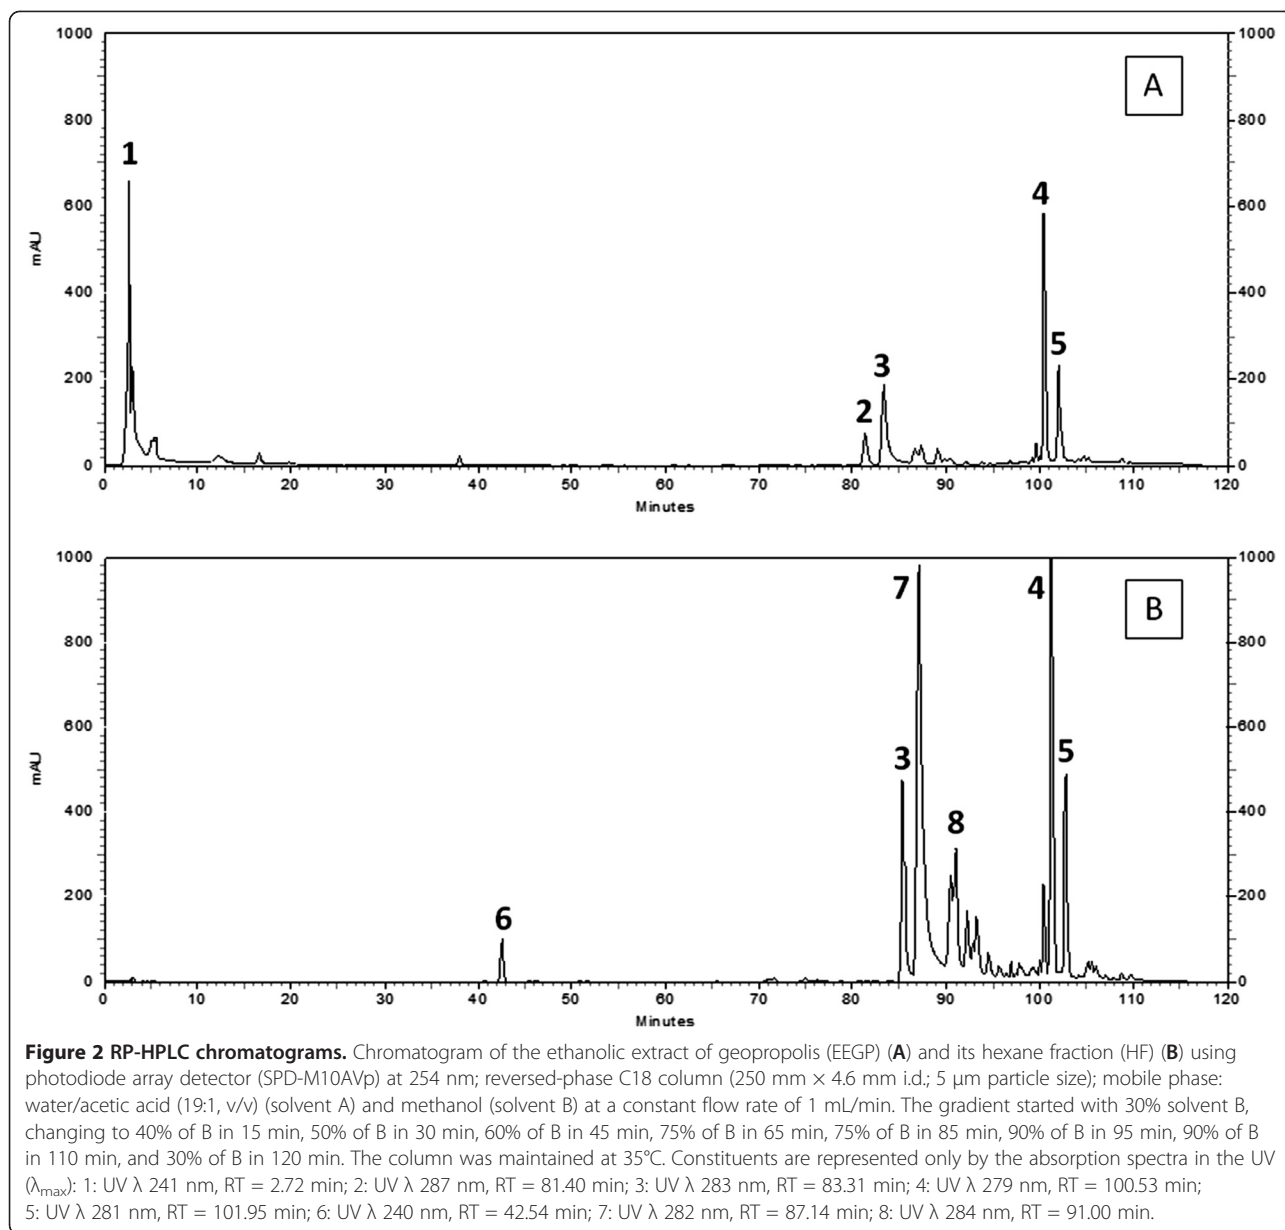 1000
800
600
400
200
0
mAU
1000
800
600
400
200
0
A
1
2
3
4
5
0 10 20 30 40 50 60 70 80 90 100 110 120
Minutes
1000
800
600
400
200
0
mAU
1000
800
600
400
200
0
B
6
3
7
8
4
5
0 10 20 30 40 50 60 70 80 90 100 110 120
Minutes
Figure 2 RP-HPLC chromatograms. Chromatogram of the ethanolic extract of geopropolis (EEGP) (A) and its hexane fraction (HF) (B) using
photodiode array detector (SPD-M10AVp) at 254 nm; reversed-phase C18 column (250 mm × 4.6 mm i.d.; 5 μm particle size); mobile phase:
water/acetic acid (19:1, v/v) (solvent A) and methanol (solvent B) at a constant flow rate of 1 mL/min. The gradient started with 30% solvent B,
changing to 40% of B in 15 min, 50% of B in 30 min, 60% of B in 45 min, 75% of B in 65 min, 75% of B in 85 min, 90% of B in 95 min, 90% of B
in 110 min, and 30% of B in 120 min. The column was maintained at 35°C. Constituents are represented only by the absorption spectra in the UV
(λmax): 1: UV λ 241 nm, RT = 2.72 min; 2: UV λ 287 nm, RT = 81.40 min; 3: UV λ 283 nm, RT = 83.31 min; 4: UV λ 279 nm, RT = 100.53 min;
5: UV λ 281 nm, RT = 101.95 min; 6: UV λ 240 nm, RT = 42.54 min; 7: UV λ 282 nm, RT = 87.14 min; 8: UV λ 284 nm, RT = 91.00 min.